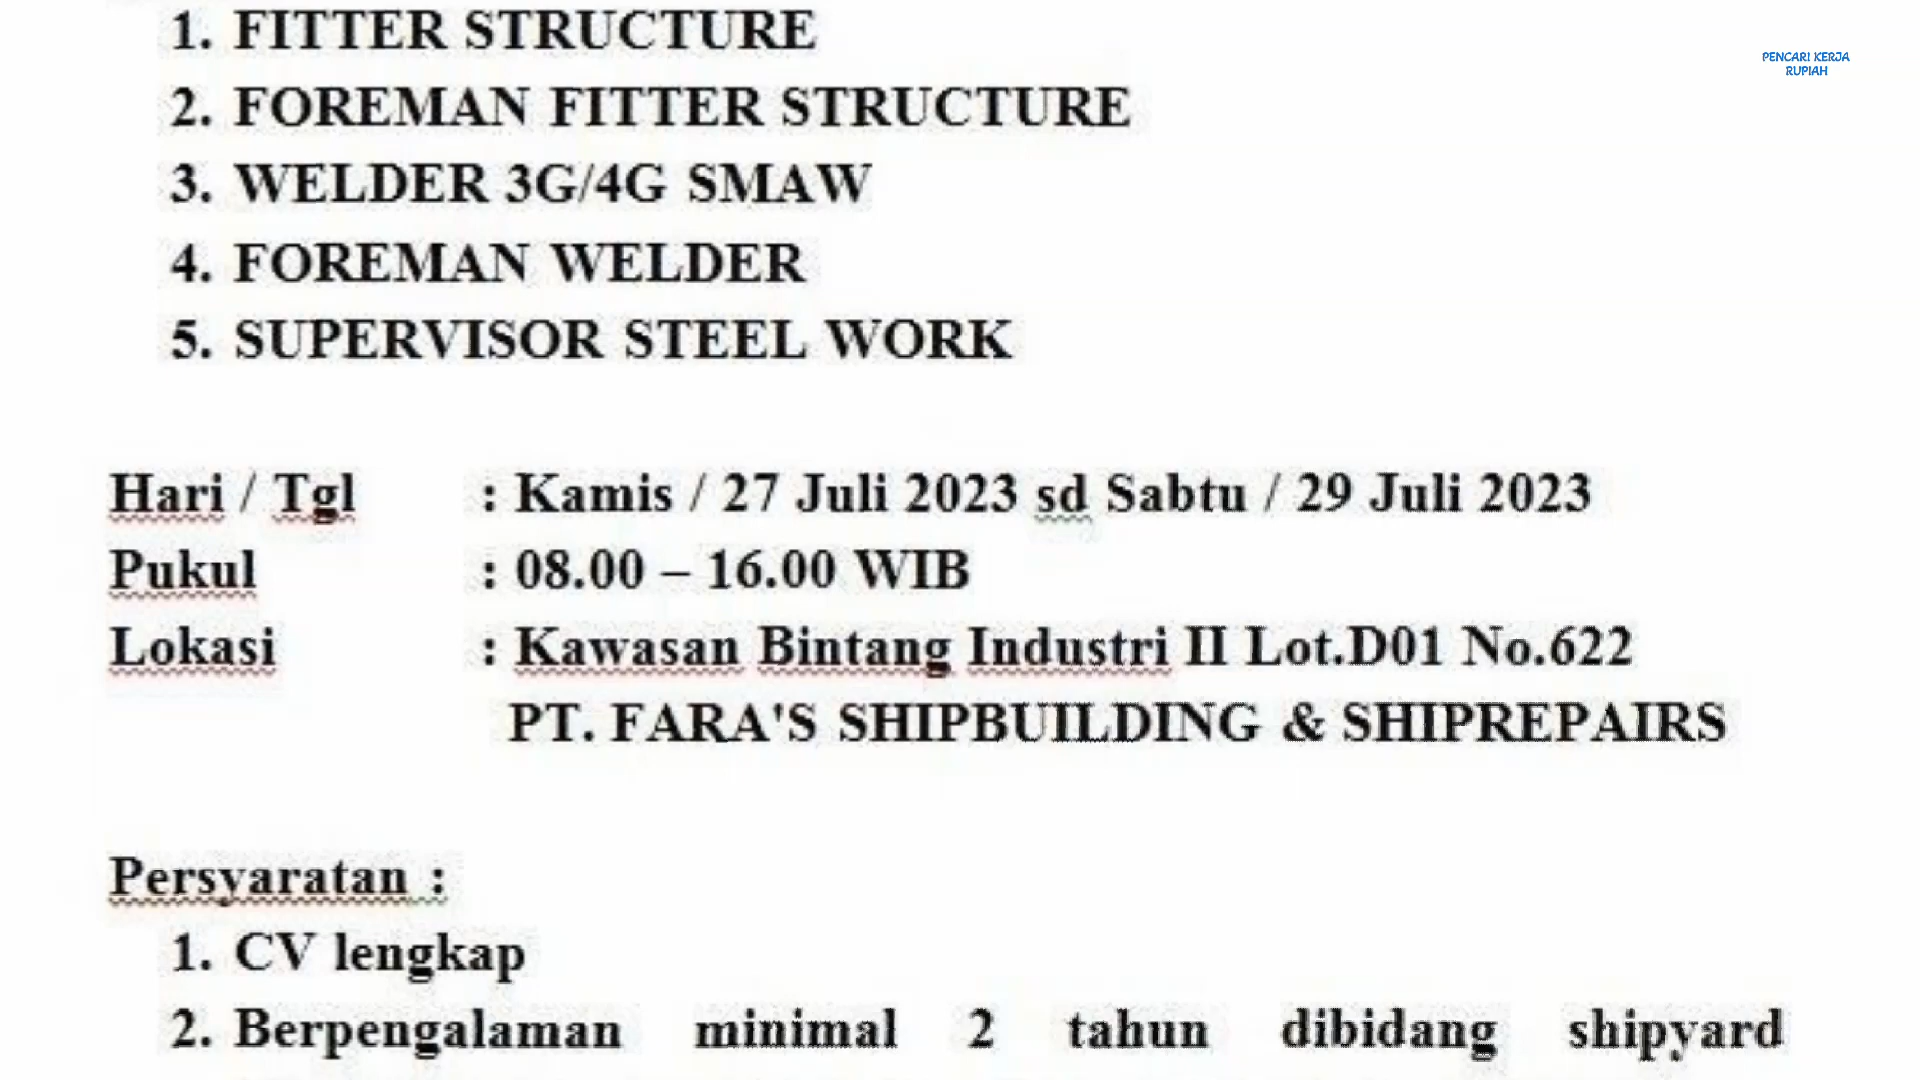 1. FITTER STRUCTURE
PENCARI KERJA
RUPIAH
2. FOREMAN FITTER STRUCTURE
3. WELDER 3G/4G SMAW
4. FOREMAN WELDER
5. SUPERVISOR STEEL WORK
Hari / Tgl : Kamis / 27 Juli 2023 sd Sabtu / 29 Juli 2023
Pukul : 08.00 – 16.00 WIB
Lokasi : Kawasan Bintang Industri II Lot.D01 No.622
PT. FARA'S SHIPBUILDING & SHIPREPAIRS
Persyaratan :
1. CV lengkap
2. Berpengalaman minimal 2 tahun dibidang shipyard